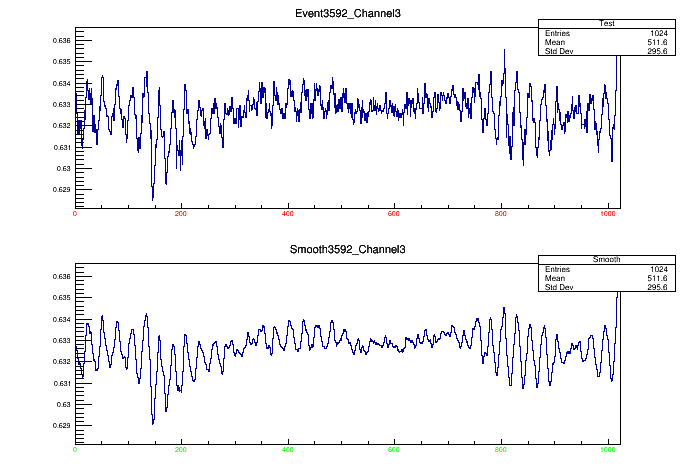 Event3592_Channel3
Test
Entries 1024
Mean 511.6
Std Dev 295.6
0.636
0.635
0.634
0.633
0.632
0.631
0.63
0.629
0 200 400 600 800 1000
Smooth3592_Channel3
Smooth
Entries 1024
Mean 511.6
Std Dev 295.6
0.636
0.635
0.634
0.633
0.632
0.631
0.63
0.629
0 200 400 600 800 1000